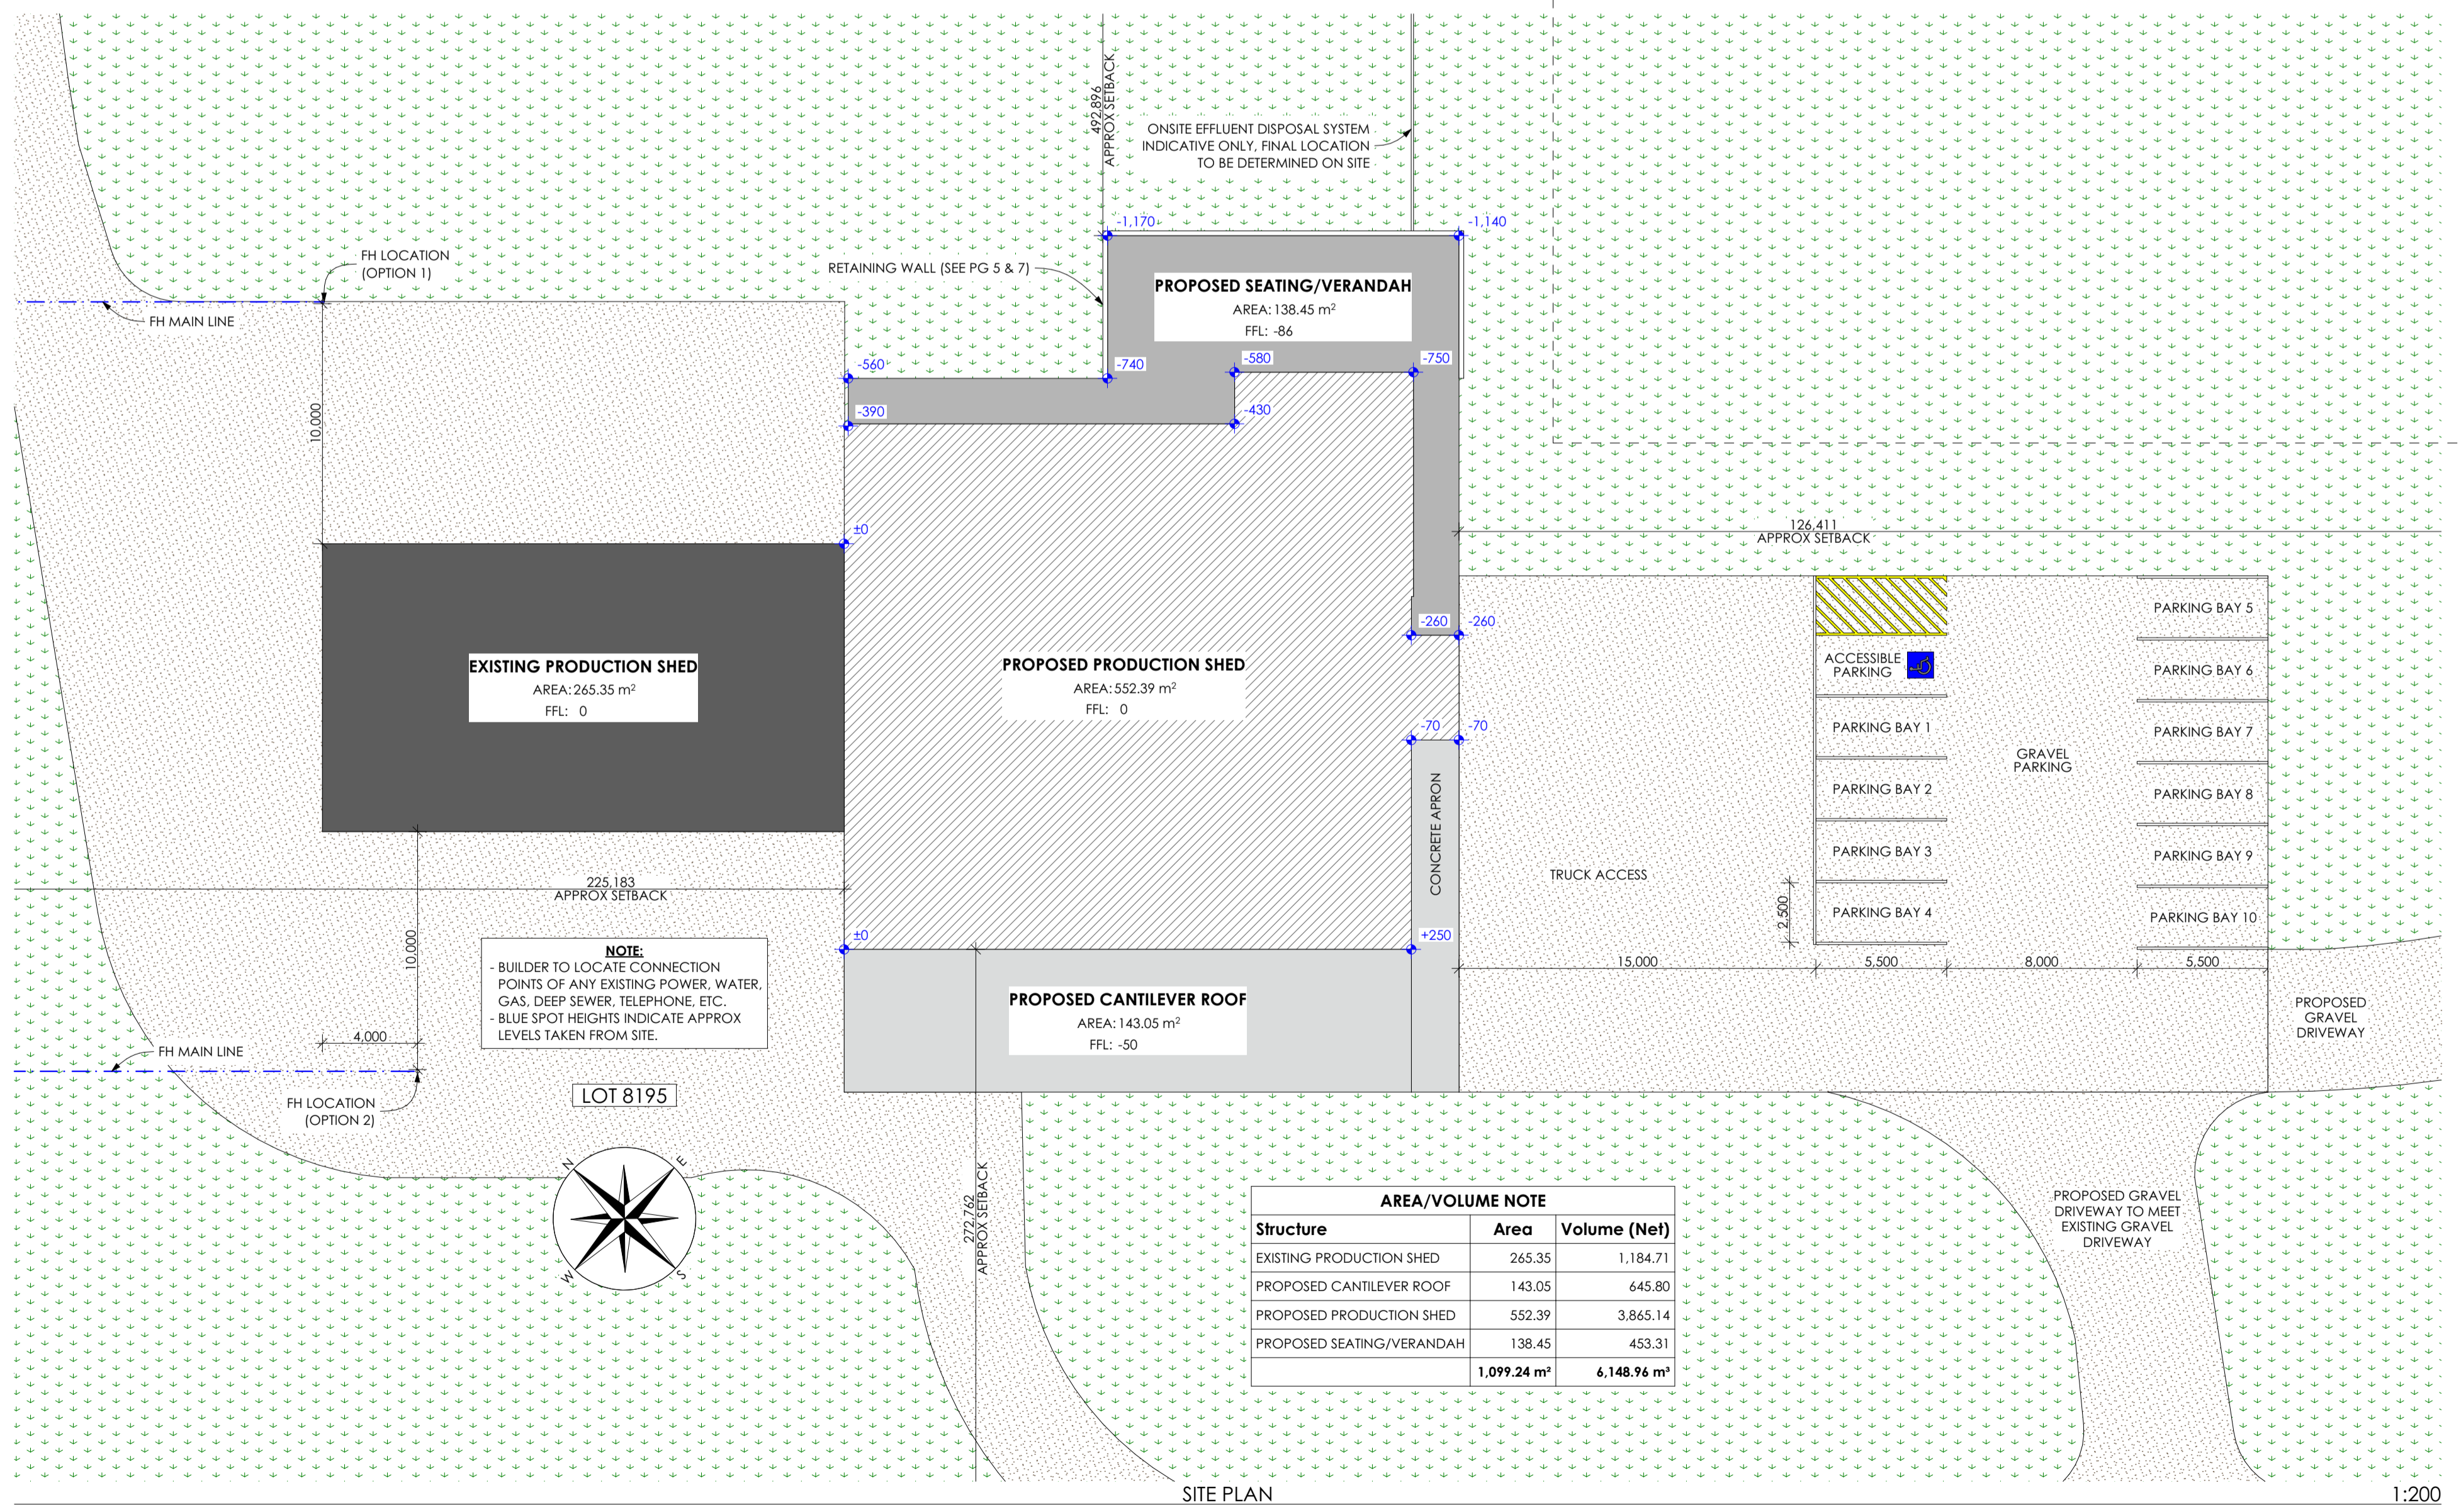 492,896
APPROX SETBACK
ONSITE EFFLUENT DISPOSAL SYSTEM
INDICATIVE ONLY, FINAL LOCATION
TO BE DETERMINED ON SITE
-1,170
-1,140
FH LOCATION
(OPTION 1)
RETAINING WALL (SEE PG 5 & 7)
PROPOSED SEATING/VERANDAH
AREA: 138.45 m²
FFL: -86
FH MAIN LINE
-560
-740
-580
-750
-390
-430
10,000
±0
126,411
APPROX SETBACK
EXISTING PRODUCTION SHED
AREA: 265.35 m²
FFL: 0
PROPOSED PRODUCTION SHED
AREA: 552.39 m²
FFL: 0
-260
-260
-70
-70
ACCESSIBLE
PARKING
PARKING BAY 1
PARKING BAY 2
PARKING BAY 3
PARKING BAY 4
GRAVEL
PARKING
PARKING BAY 5
PARKING BAY 6
PARKING BAY 7
PARKING BAY 8
PARKING BAY 9
PARKING BAY 10
CONCRETE APRON
TRUCK ACCESS
2,500
225,183
APPROX SETBACK
10,000
±0
+250
15,000
5,500
8,000
5,500
NOTE:
- BUILDER TO LOCATE CONNECTION
POINTS OF ANY EXISTING POWER, WATER,
GAS, DEEP SEWER, TELEPHONE, ETC.
- BLUE SPOT HEIGHTS INDICATE APPROX
LEVELS TAKEN FROM SITE.
PROPOSED CANTILEVER ROOF
AREA: 143.05 m²
FFL: -50
PROPOSED
GRAVEL
DRIVEWAY
4,000
FH MAIN LINE
FH LOCATION
(OPTION 2)
LOT 8195
N
E
W
S
272,762
APPROX SETBACK
PROPOSED GRAVEL
DRIVEWAY TO MEET
EXISTING GRAVEL
DRIVEWAY
AREA/VOLUME NOTE
Structure Area Volume (Net)
EXISTING PRODUCTION SHED 265.35 1,184.71
PROPOSED CANTILEVER ROOF 143.05 645.80
PROPOSED PRODUCTION SHED 552.39 3,865.14
PROPOSED SEATING/VERANDAH 138.45 453.31
1,099.24 m² 6,148.96 m³
SITE PLAN
1:200